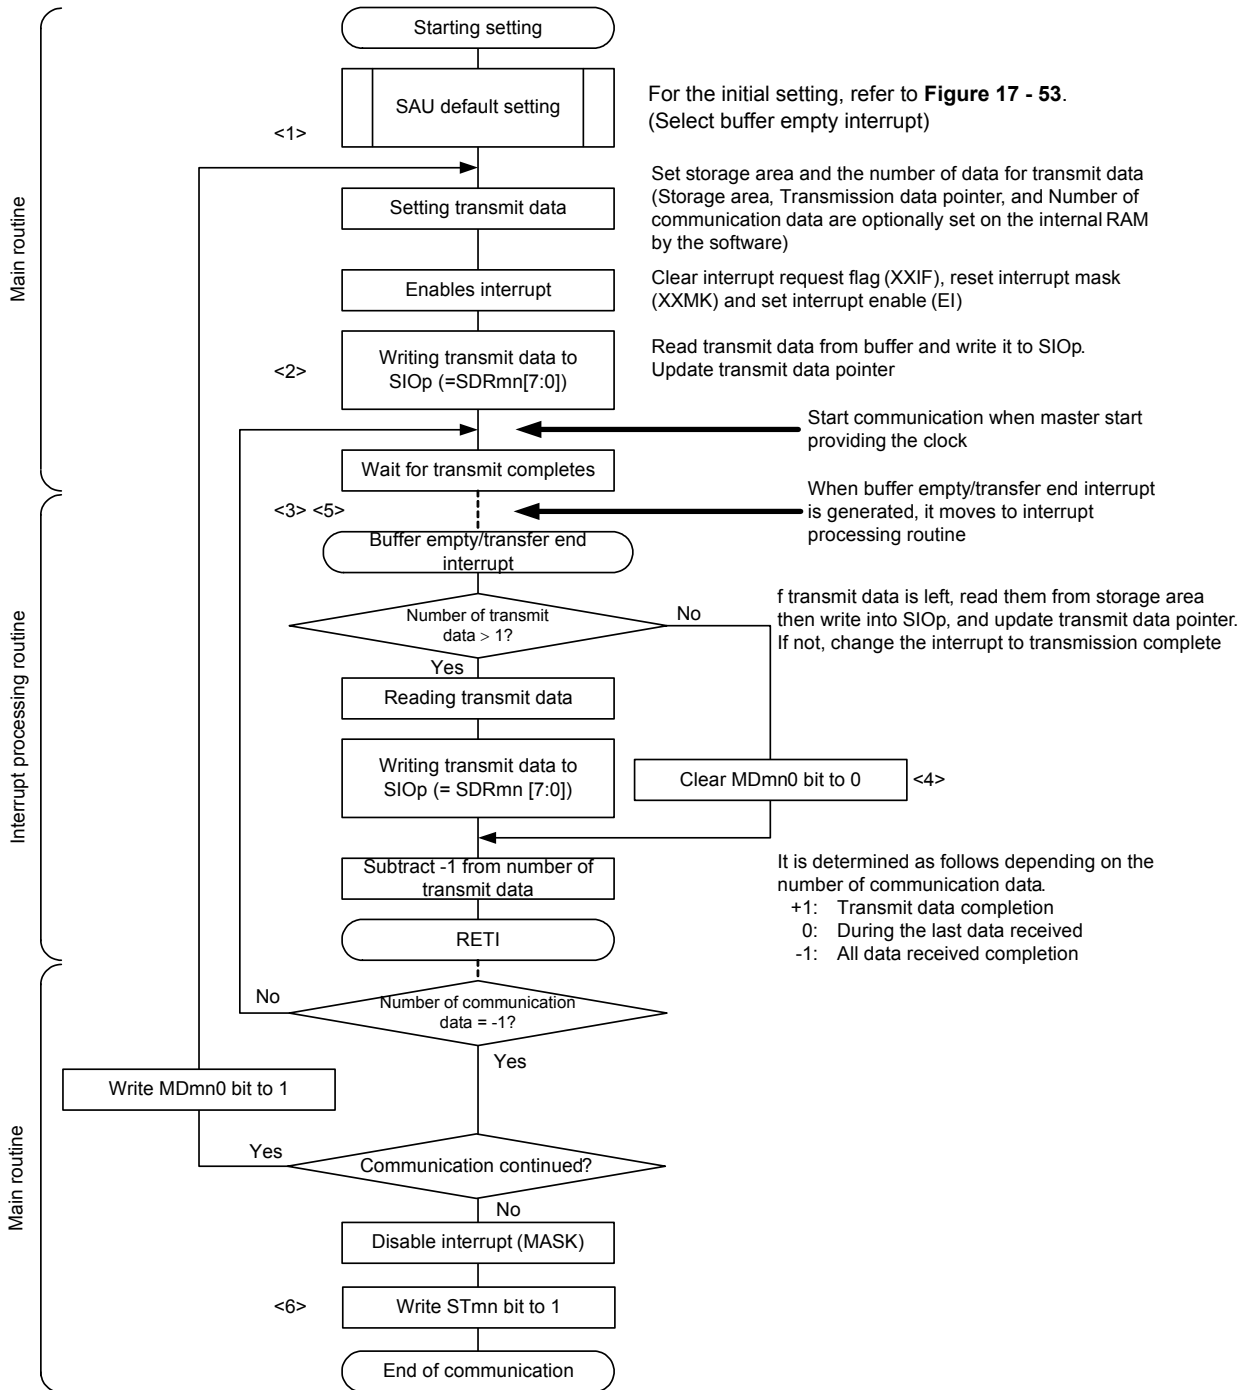 Starting setting
SAU default setting
For the initial setting, refer to Figure 17 - 53.
(Select buffer empty interrupt)
<1>
Main routine
Setting transmit data
Set storage area and the number of data for transmit data
(Storage area, Transmission data pointer, and Number of
communication data are optionally set on the internal RAM
by the software)
Enables interrupt
Clear interrupt request flag (XXIF), reset interrupt mask
(XXMK) and set interrupt enable (EI)
<2>
Writing transmit data to
SIOp (=SDRmn[7:0])
Read transmit data from buffer and write it to SIOp.
Update transmit data pointer
Start communication when master start
providing the clock
Wait for transmit completes
<3> <5>
When buffer empty/transfer end interrupt
is generated, it moves to interrupt
processing routine
Interrupt processing routine
Buffer empty/transfer end
interrupt
Number of transmit
data > 1?
No
Yes
f transmit data is left, read them from storage area
then write into SIOp, and update transmit data pointer.
If not, change the interrupt to transmission complete
Reading transmit data
Writing transmit data to
SIOp (= SDRmn [7:0])
Clear MDmn0 bit to 0
<4>
Subtract -1 from number of
transmit data
It is determined as follows depending on the
number of communication data.
+1: Transmit data completion
0: During the last data received
-1: All data received completion
RETI
Main routine
No
Number of communication
data = -1?
Yes
Write MDmn0 bit to 1
Yes
Communication continued?
No
Disable interrupt (MASK)
<6>
Write STmn bit to 1
End of communication